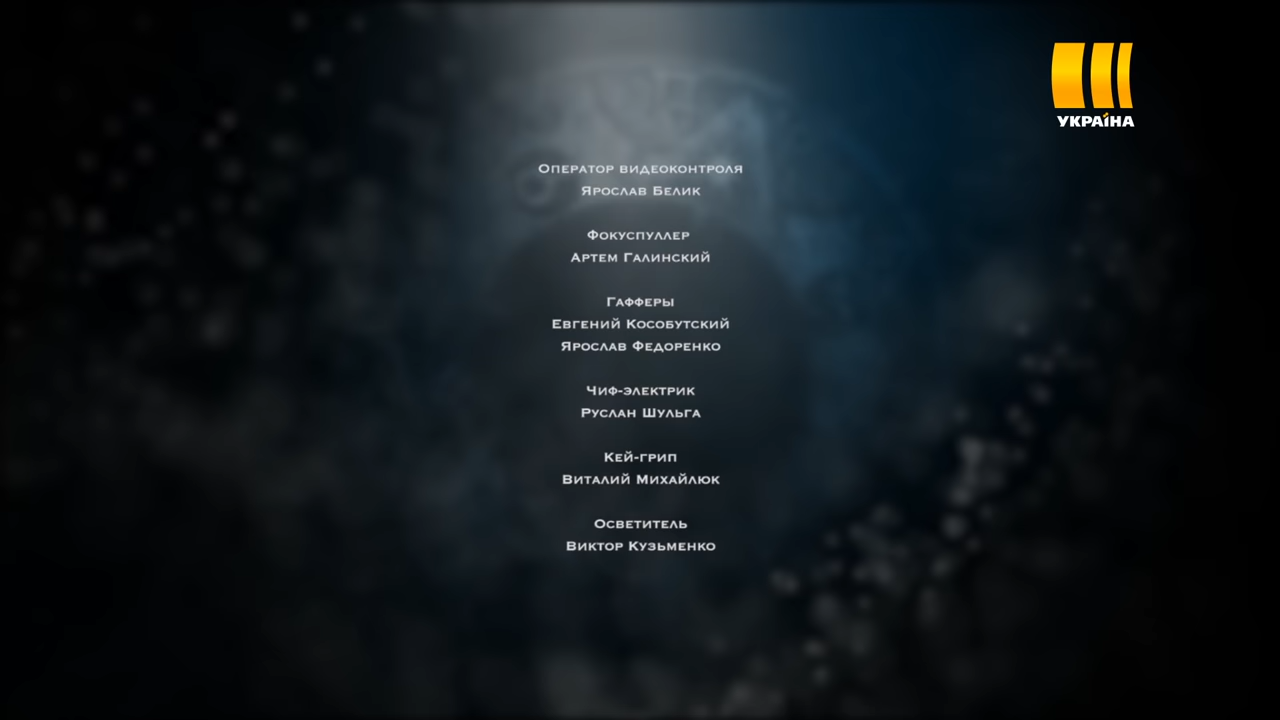 УКРАЇНА
Оператор видеоконтроля
Ярослав Белик
Фокуспуллер
Артем Галинский
Гафферы
Евгений Кособутский
Ярослав Федоренко
Чиф-электрик
Руслан Шульга
Кей-грип
Виталий Михайлюк
Осветитель
Виктор Кузьменко